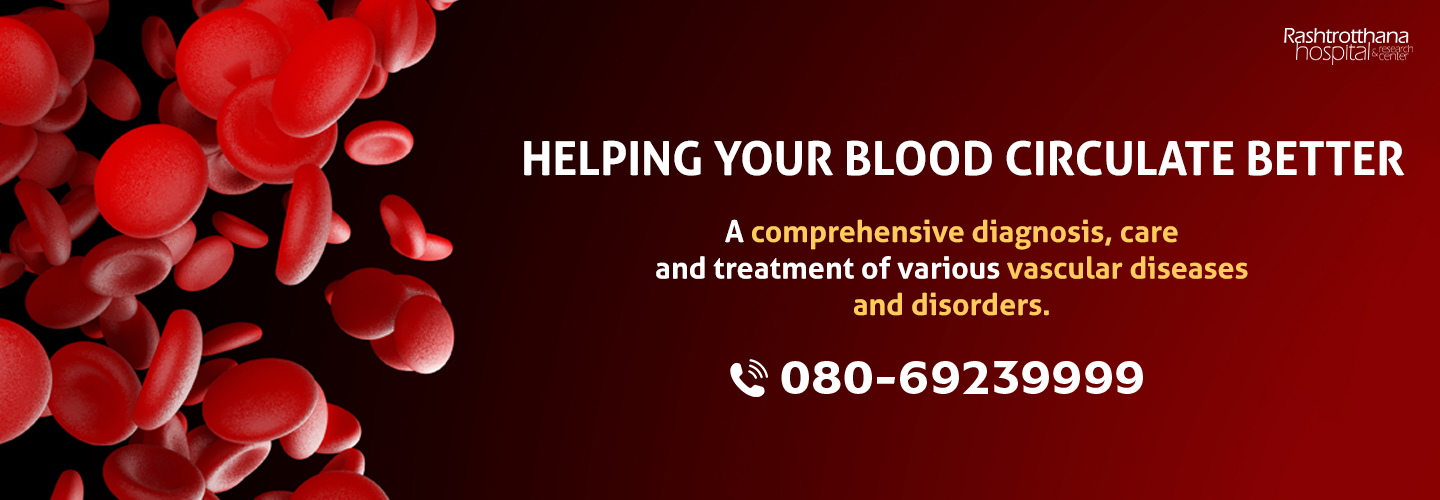 Rashtrotthana
hospital & research center
HELPING YOUR BLOOD CIRCULATE BETTER
A comprehensive diagnosis, care
and treatment of various vascular diseases
and disorders.
080-69239999